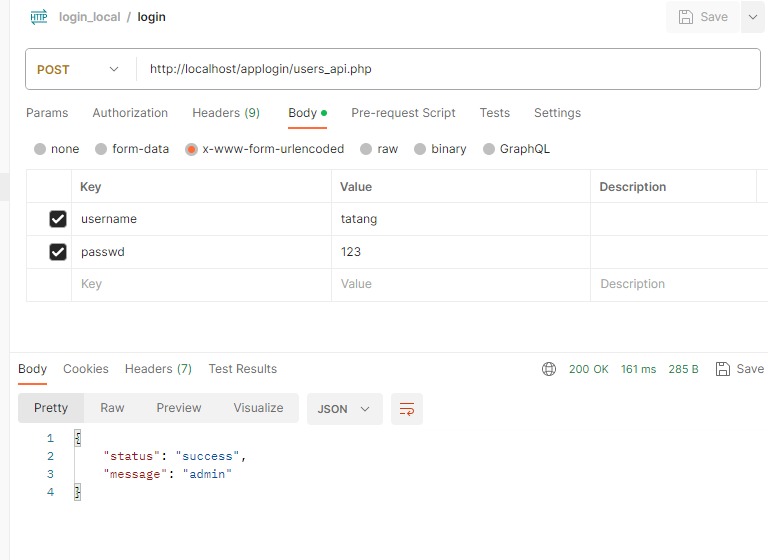 HTTP login_local / login Save
POST http://localhost/applogin/users_api.php
Params Authorization Headers (9) Body Pre-request Script Tests Settings
none form-data x-www-form-urlencoded raw binary GraphQL
Key Value Description
username tatang
passwd 123
Key Value Description
Body Cookies Headers (7) Test Results 200 OK 161 ms 285 B Save
Pretty Raw Preview Visualize JSON
1 {
2 "status": "success",
3 "message": "admin"
4 }